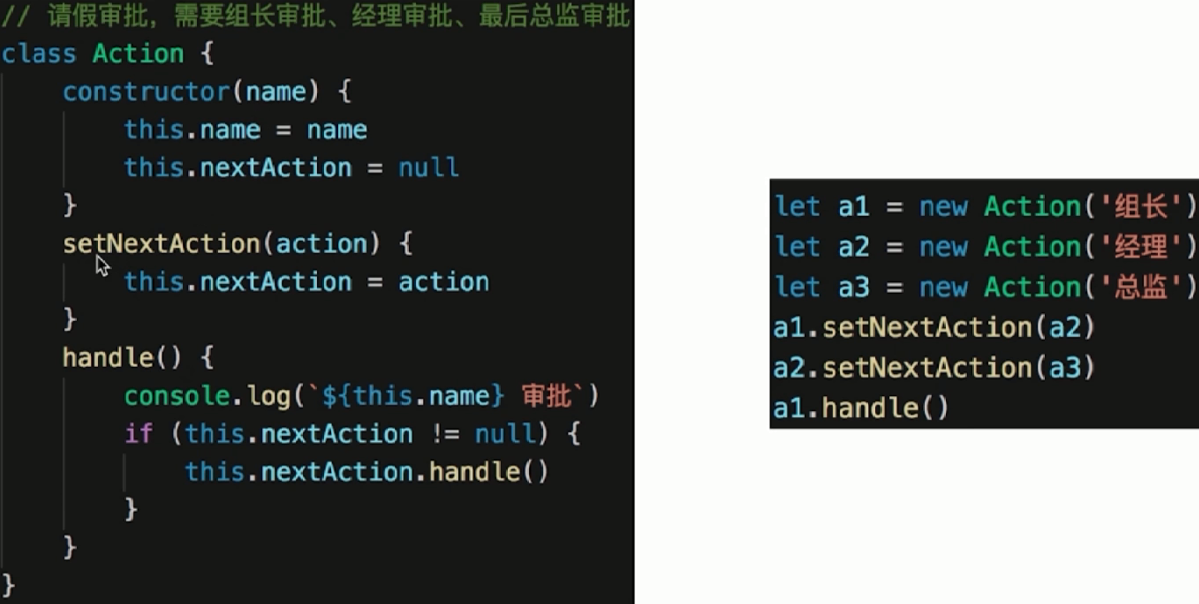 // 请假审批，需要组长审批、经理审批、最后总监审批
class Action {
    constructor(name) {
        this.name = name
        this.nextAction = null
    }
    setNextAction(action) {
        this.nextAction = action
    }
    handle() {
        console.log(`${this.name} 审批`)
        if (this.nextAction != null) {
            this.nextAction.handle()
        }
    }
}
let a1 = new Action('组长')
let a2 = new Action('经理')
let a3 = new Action('总监')
a1.setNextAction(a2)
a2.setNextAction(a3)
a1.handle()